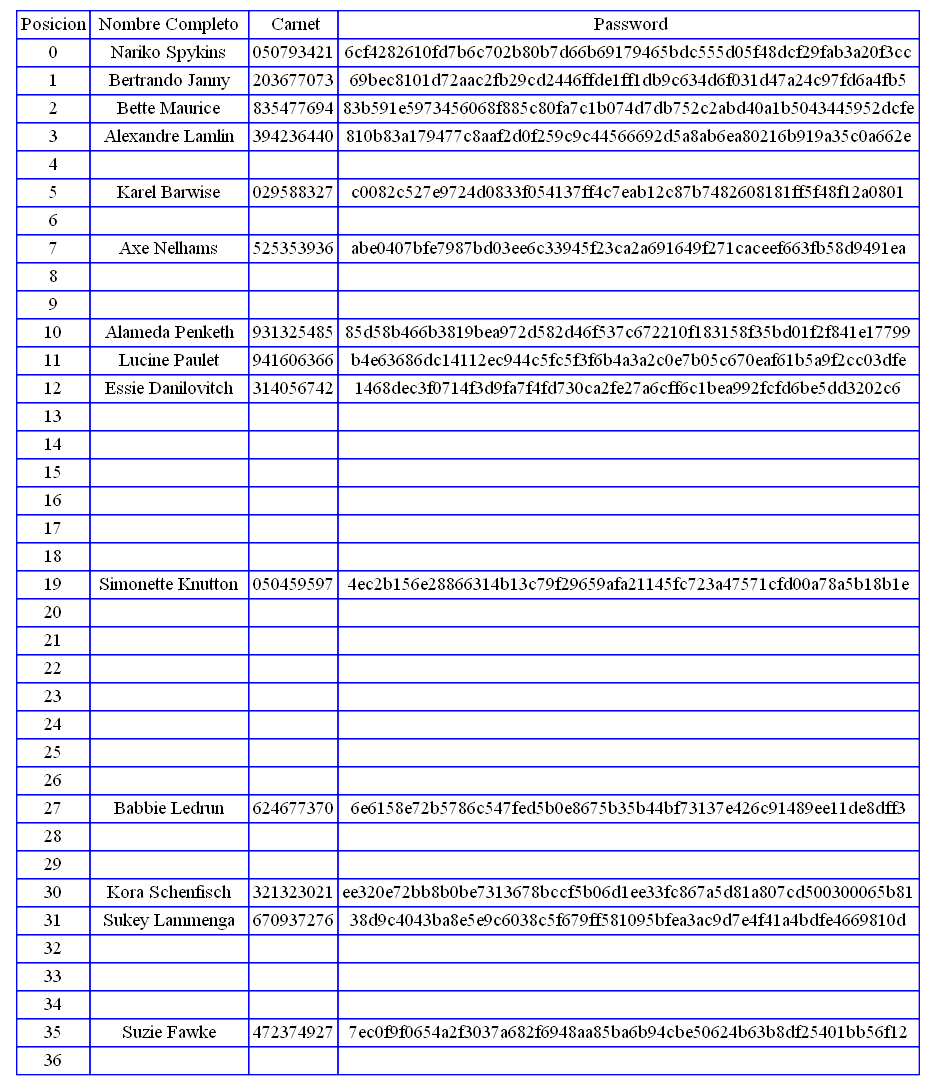 Posicion Nombre Completo Carnet Password
0 Nariko Spykins 050793421 6cf4282610fd7b6c702b80b7d66b69179465bdc555d05f48dcf29fab3a20f3cc
1 Bertrando Janny 203677073 69bec8101d72aac2fb29cd2446ffde1ff1db9c634d6f031d47a24c97fd6a4fb5
2 Bette Maurice 835477694 83b591e5973456068f885c80fa7c1b074d7db752c2abd40a1b5043445952dcfe
3 Alexandre Lamlin 394236440 810b83a179477c8aaf2d0f259c9c44566692d5a8ab6ea80216b919a35c0a662e
4
5 Karel Barwise 029588327 c0082c527e9724d0833f054137ff4c7eab12c87b7482608181ff5f48f12a0801
6
7 Axe Nelhams 525353936 abe0407bfe7987bd03ee6c33945f23ca2a691649f271caceef663fb58d9491ea
8
9
10 Alameda Penketh 931325485 85d58b466b3819bea972d582d46f537c672210f183158f35bd01f2f841e17799
11 Lucine Paulet 941606366 b4e63686dc14112ec944c5fc5f3f6b4a3a2c0e7b05c670eaf61b5a9f2cc03dfe
12 Essie Danilovitch 314056742 1468dec3f0714f3d9fa7f4fd730ca2fe27a6cff6c1bea992fcfd6be5dd3202c6
13
14
15
16
17
18
19 Simonette Knutton 050459597 4ec2b156e28866314b13c79f29659afa21145fc723a47571cfd00a78a5b18b1e
20
21
22
23
24
25
26
27 Babbie Ledrun 624677370 6e6158e72b5786c547fed5b0e8675b35b44bf73137e426c91489ee11de8dff3
28
29
30 Kora Schenfisch 321323021 ee320e72bb8b0be7313678bccf5b06d1ee33fc867a5d81a807cd500300065b81
31 Sukey Lammenga 670937276 38d9c4043ba8e5e9c6038c5f679ff581095bfea3ac9d7e4f41a4bdfe4669810d
32
33
34
35 Suzie Fawke 472374927 7ec0f9f0654a2f3037a682f6948aa85ba6b94cbe50624b63b8df25401bb56f12
36